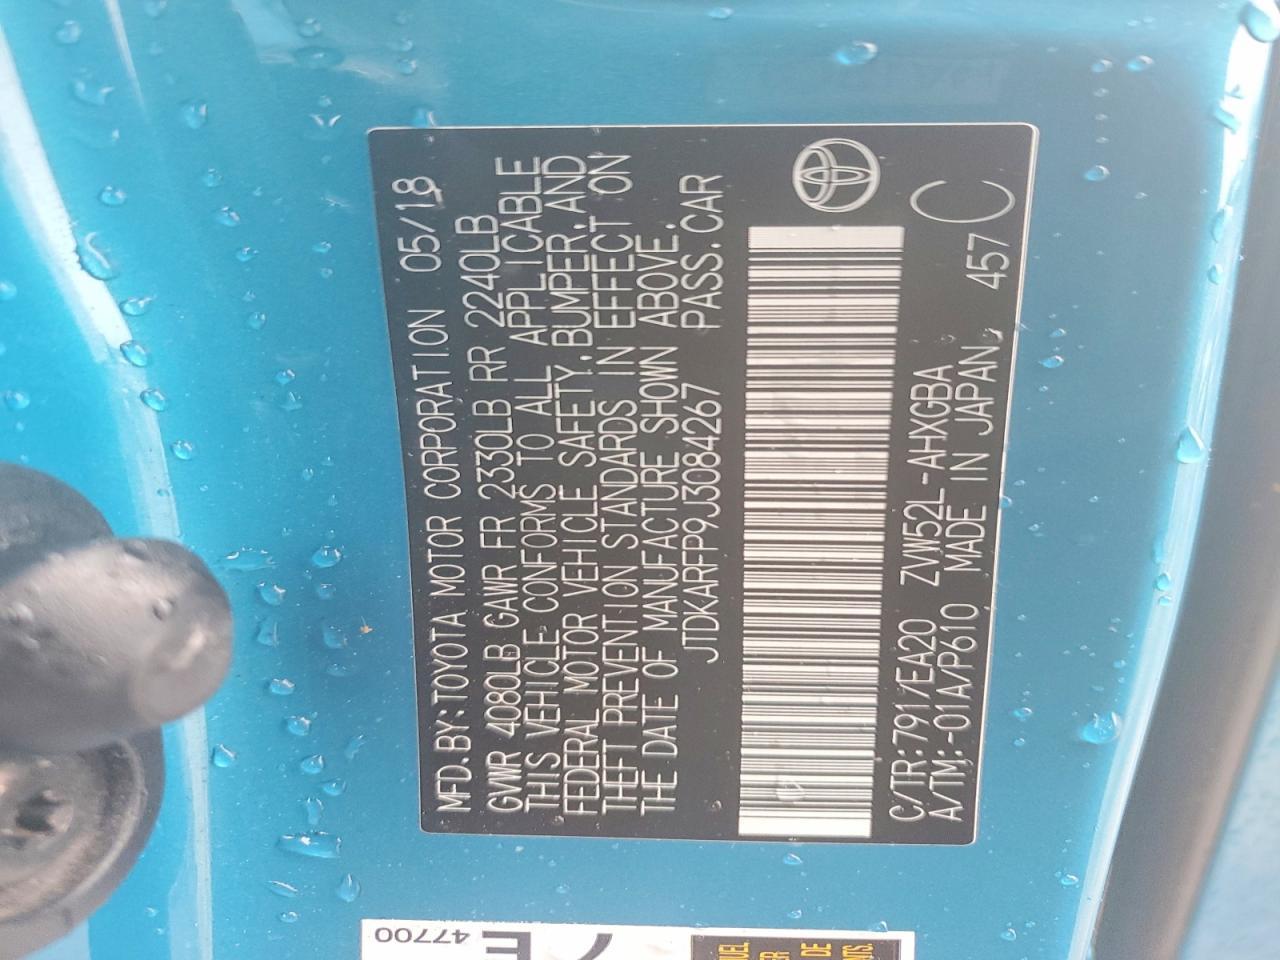 MFD.BY:TOYOTA MOTOR CORPORATION 05/18
GVWR 4080LB GAWR FR 2330LB RR 2240LB
THIS VEHICLE CONFORMS TO ALL APPLICABLE
FEDERAL MOTOR VEHICLE SAFETY,BUMPER,AND
THEFT PREVENTION STANDARDS IN EFFECT ON
THE DATE OF MANUFACTURE SHOWN ABOVE.
JTDKARFP9J3084267 PASS.CAR
C/TR:791/EA20 ZVW52L-AHXGBA
A/TM:-01A/P610 MADE IN JAPAN 457 C
47700
DE